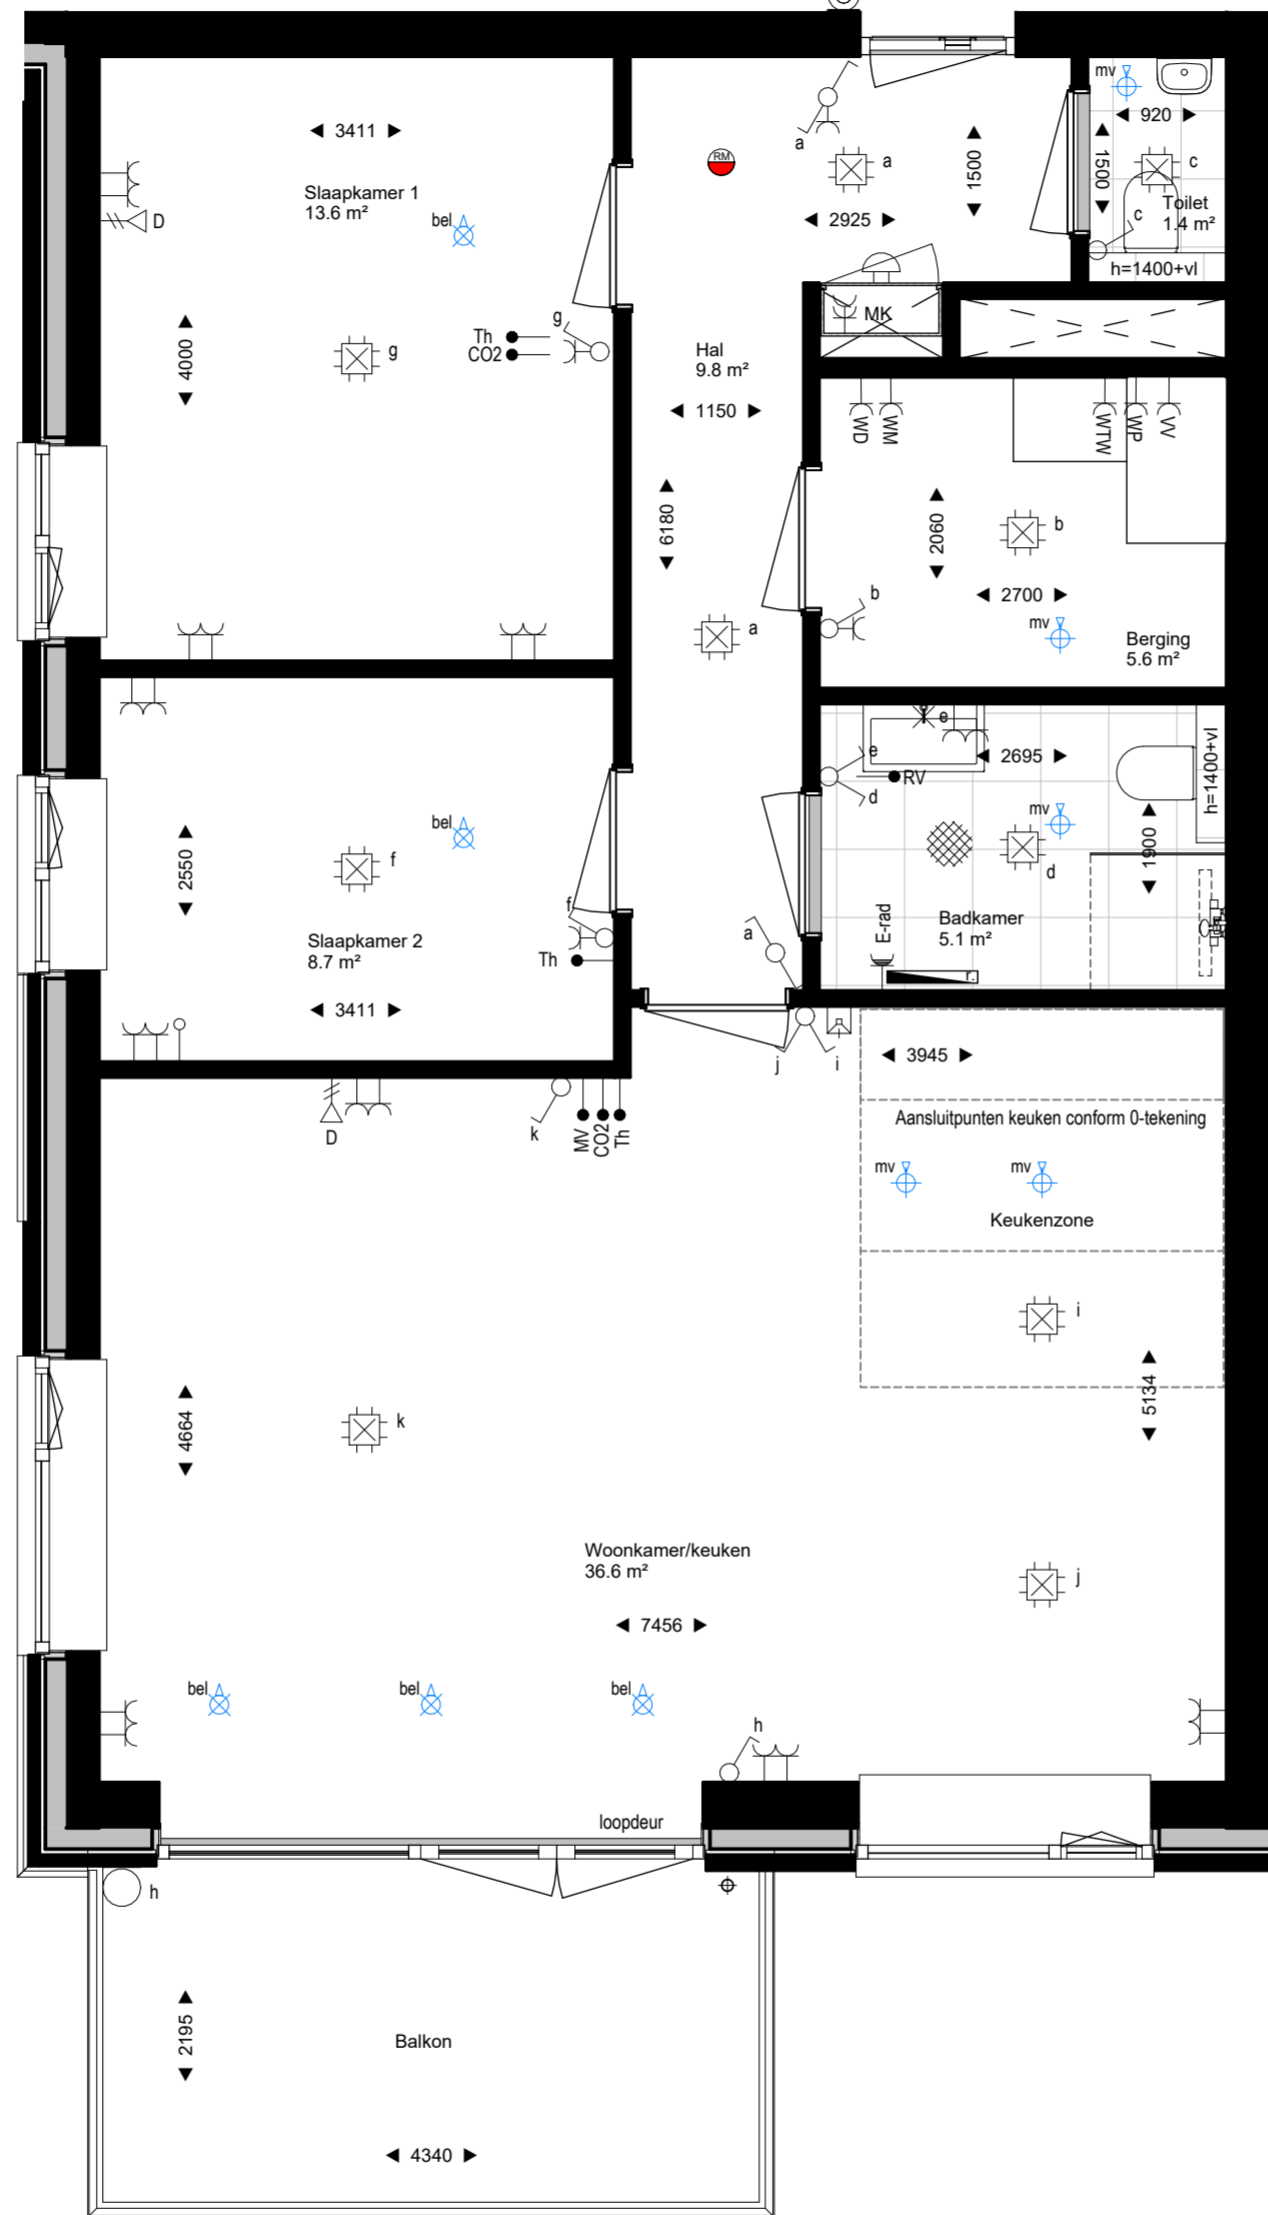 mv
920
3411
a
RM
a
1500
1500
c
Slaapkamer 1
13.6 m²
bel
D
2925
Toilet
1.4 m²
c
h=1400+vl
MK
g
Th
CO2
g
4000
Hal
9.8 m²
1150
WD
WM
WTW
WP
VV
6180
2060
b
2700
b
mv
a
Berging
5.6 m²
e
e
2695
RV
d
h=1400+vl
mv
bel
2550
f
d
1900
f
Badkamer
5.1 m²
a
E-rad
Slaapkamer 2
8.7 m²
Th
r.
3411
j
i
3945
Aansluitpunten keuken conform 0-tekening
D
k
MV
CO2
Th
mv
mv
Keukenzone
i
5134
4664
k
Woonkamer/keuken
36.6 m²
j
7456
bel
bel
bel
h
loopdeur
h
2195
Balkon
4340